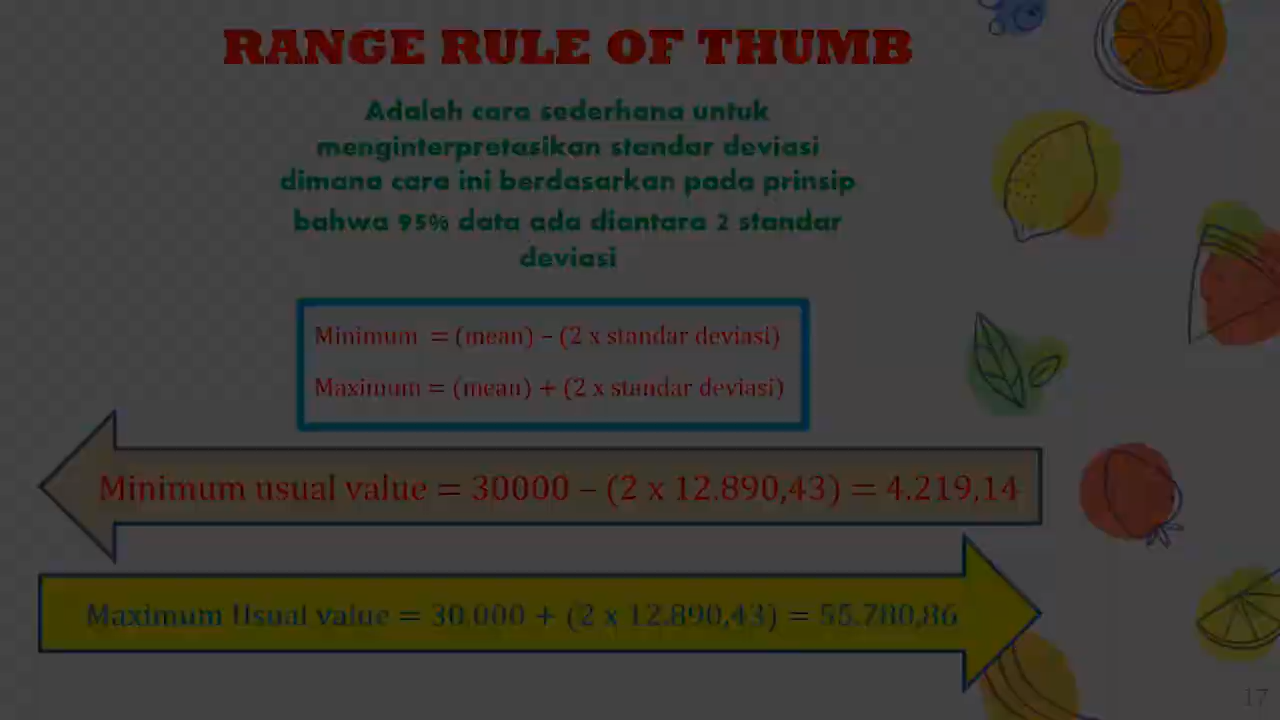 RANGE RULE OF THUMB
Adalah cara sederhana untuk
menginterpretasikan standar deviasi
dimana cara ini berdasarkan pada prinsip
bahwa 95% data ada diantara 2 standar
deviasi
Minimum = (mean) – (2 x standar deviasi)
Maximum = (mean) + (2 x standar deviasi)
Minimum usual value = 30000 – (2 x 12.890,43) = 4.219,14
Maximum Usual value = 30.000 + (2 x 12.890,43) = 55.780,86
17